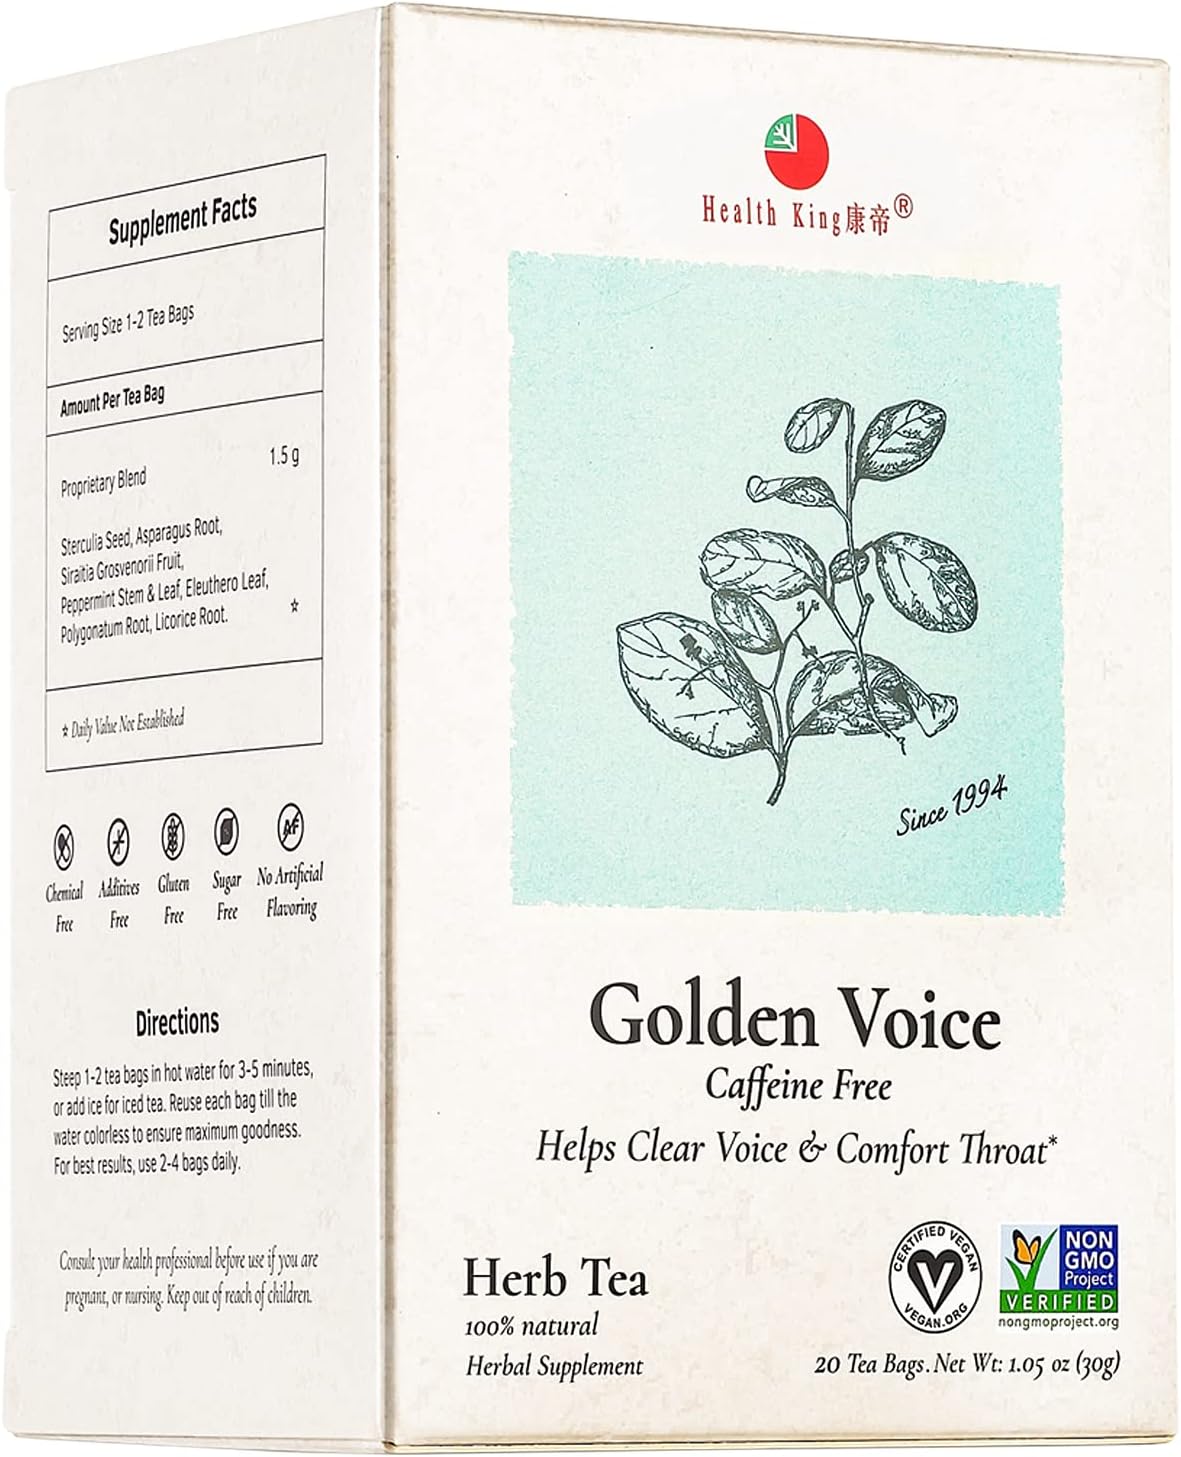 Supplement Facts
Serving Size 1-2 Tea Bags
Amount Per Tea Bag
Proprietary Blend 1.5 g
Sterculia Seed, Asparagus Root,
Siraitia Grosvenorii Fruit,
Peppermint Stem & Leaf, Eleuthero Leaf,
Polygonatum Root, Licorice Root. ☆
☆ Daily Value Not Established
Chemical Free
Additives Free
Gluten Free
Sugar Free
AF
No Artificial Flavoring
Directions
Steep 1-2 tea bags in hot water for 3-5 minutes,
or add ice for iced tea. Reuse each bag till the
water colorless to ensure maximum goodness.
For best results, use 2-4 bags daily.
Consult your health professional before use if you are
pregnant, or nursing. Keep out of reach of children.
Health King康帝®
Since 1994
Golden Voice
Caffeine Free
Helps Clear Voice & Comfort Throat*
Herb Tea
100% natural
Herbal Supplement
CERTIFIED VEGAN
V
VEGAN.ORG
NON
GMO
Project
VERIFIED
nongmoproject.org
20 Tea Bags. Net Wt: 1.05 oz (30g)